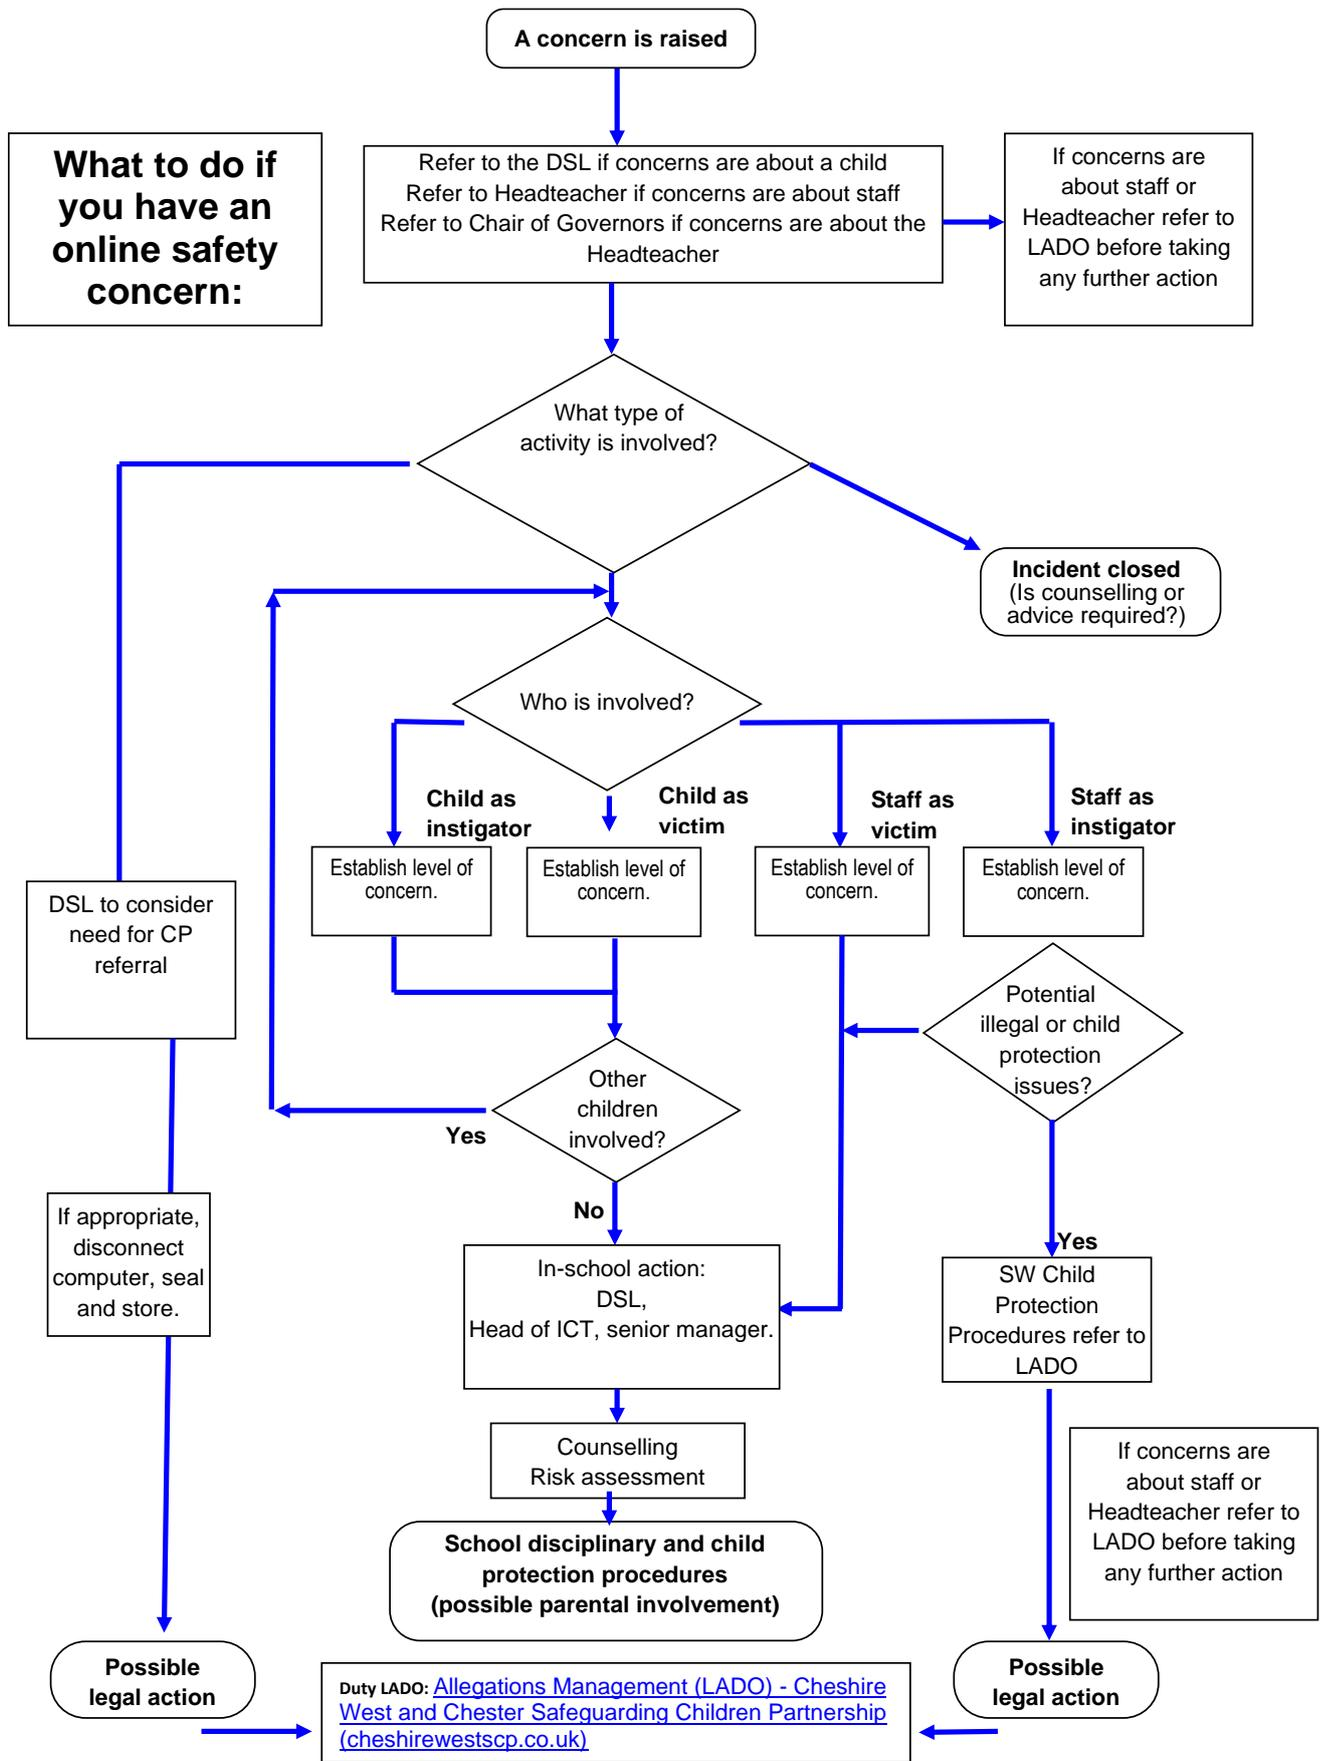 A concern is raised
What to do if
you have an
online safety
concern:
Refer to the DSL if concerns are about a child
Refer to Headteacher if concerns are about staff
Refer to Chair of Governors if concerns are about the
Headteacher
If concerns are
about staff or
Headteacher refer to
LADO before taking
any further action
What type of
activity is involved?
Incident closed
(Is counselling or
advice required?)
Who is involved?
Child as
instigator
Child as
victim
Staff as
victim
Staff as
instigator
Establish level of
concern.
Establish level of
concern.
Establish level of
concern.
Establish level of
concern.
DSL to consider
need for CP
referral
Potential
illegal or child
protection
issues?
Other
children
involved?
Yes
No
If appropriate,
disconnect
computer, seal
and store.
In-school action:
DSL,
Head of ICT, senior manager.
Yes
SW Child
Protection
Procedures refer to
LADO
Counselling
Risk assessment
If concerns are
about staff or
Headteacher refer to
LADO before taking
any further action
School disciplinary and child
protection procedures
(possible parental involvement)
Possible
legal action
Duty LADO: Allegations Management (LADO) - Cheshire
West and Chester Safeguarding Children Partnership
(cheshirewestscp.co.uk)
Possible
legal action